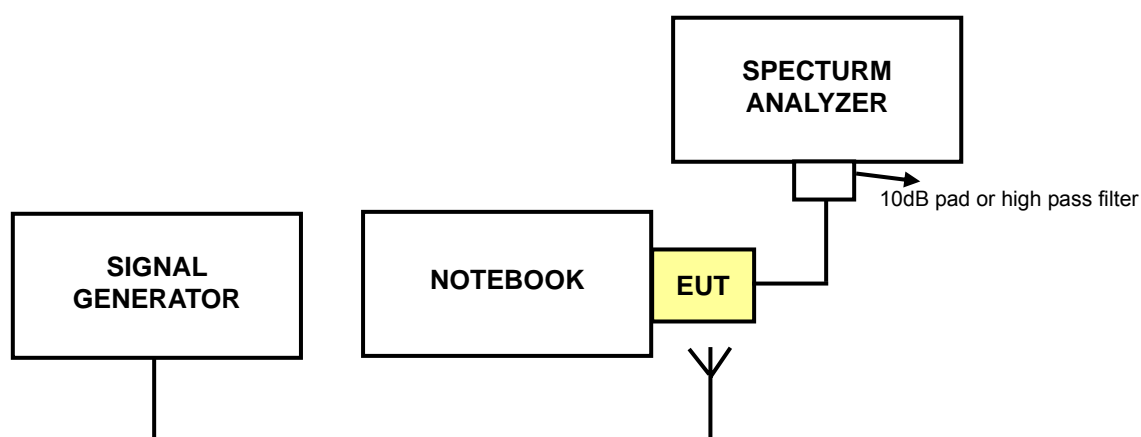 SPECTURM
ANALYZER
10dB pad or high pass filter
SIGNAL
GENERATOR
NOTEBOOK
EUT